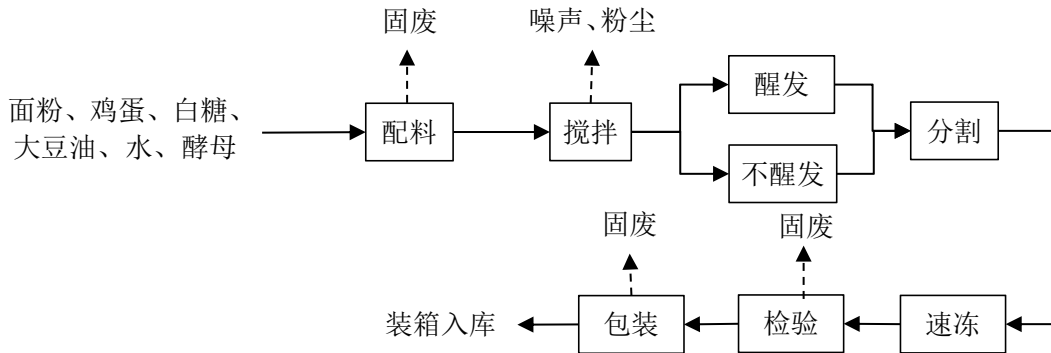 固废
噪声、粉尘
面粉、鸡蛋、白糖、
大豆油、水、酵母
配料
搅拌
醒发
不醒发
分割
固废
固废
装箱入库
包装
检验
速冻